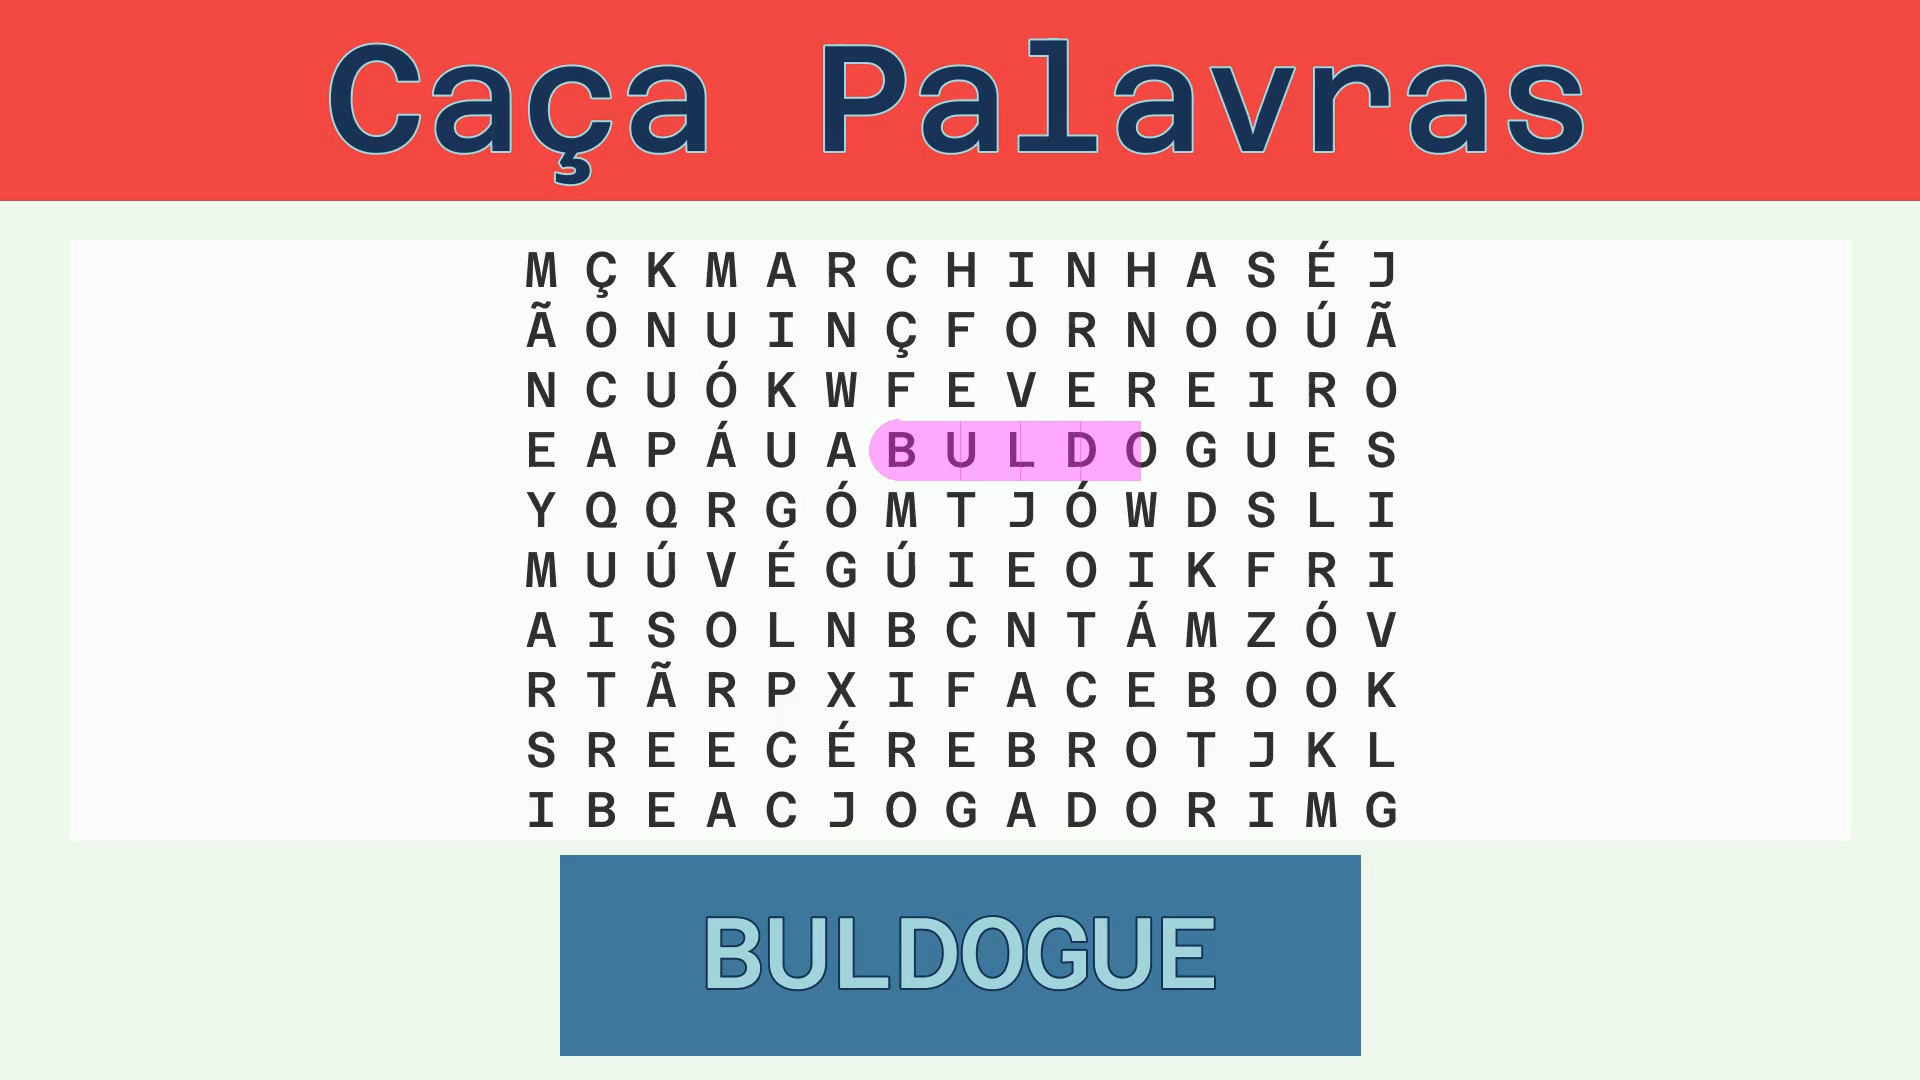 Caça Palavras
M Ç K M A R C H I N H A S É J
Ã O N U I N Ç F O R N O O Ú Ã
N C U Ó K W F E V E R E I R O
E A P Á U A B U L D O G U E S
Y Q Q R G Ó M T J Ó W D S L I
M U Ú V É G Ú I E O I K F R I
A I S O L N B C N T Á M Z Ó V
R T Ã R P X I F A C E B O O K
S R E E C É R E B R O T J K L
I B E A C J O G A D O R I M G
BULDOGUE